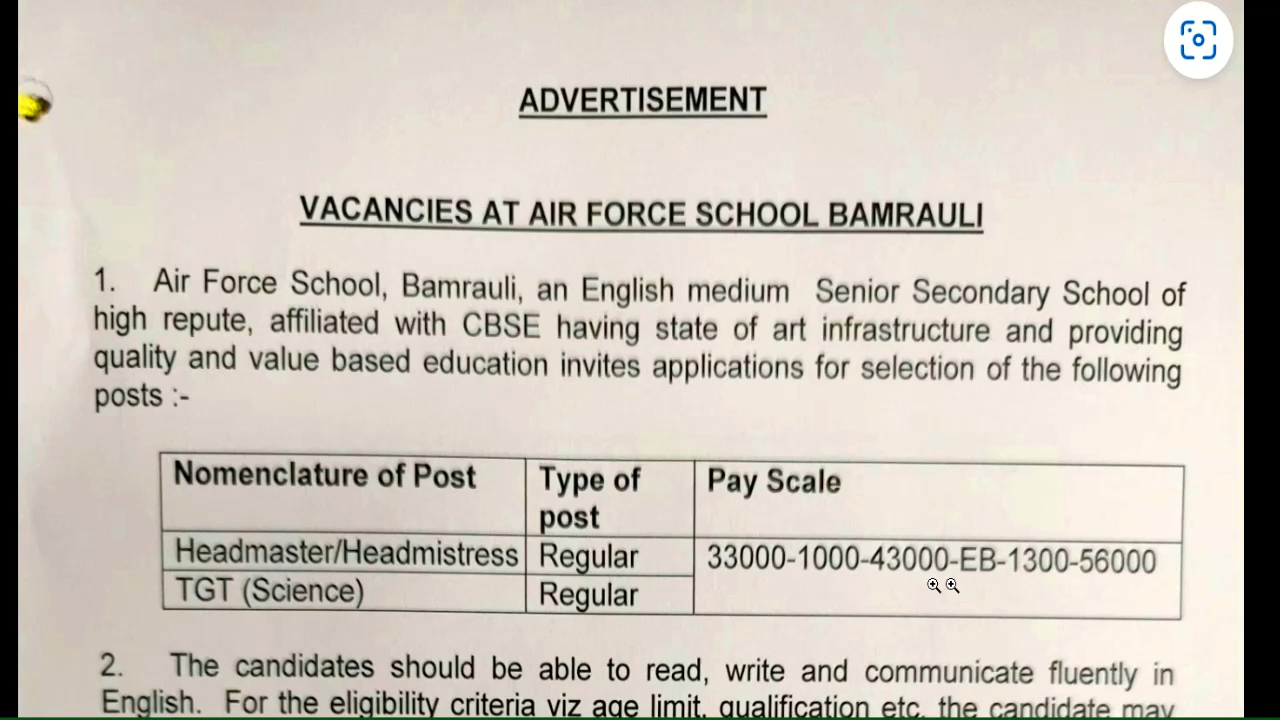 ADVERTISEMENT
VACANCIES AT AIR FORCE SCHOOL BAMRAULI
1. Air Force School, Bamrauli, an English medium Senior Secondary School of
high repute, affiliated with CBSE having state of art infrastructure and providing
quality and value based education invites applications for selection of the following
posts :-
Nomenclature of Post Type of post Pay Scale
Headmaster/Headmistress Regular 33000-1000-43000-EB-1300-56000
TGT (Science) Regular
2. The candidates should be able to read, write and communicate fluently in
English. For the eligibility criteria viz age limit, qualification etc, the candidate may